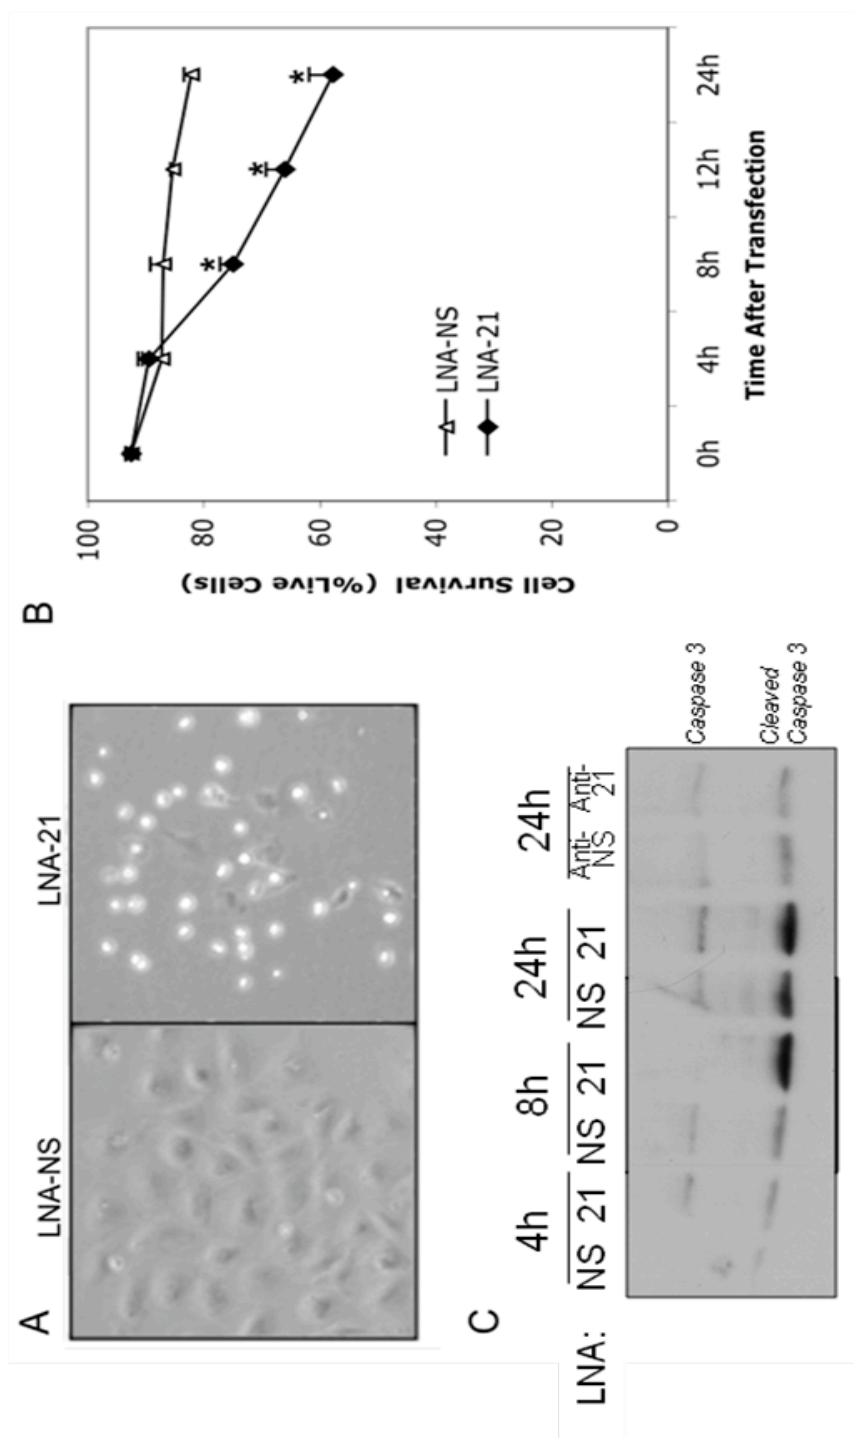 A
LNA-NS LNA-21
B
Cell Survival (%Live Cells)
100
80
60
40
20
0
*
*
*
LNA-NS
LNA-21
0h 4h 8h 12h 24h
Time After Transfection
C
4h 8h 24h 24h
LNA: NS 21 NS 21 NS 21 Anti-NS Anti-21
Caspase 3
Cleaved
Caspase 3